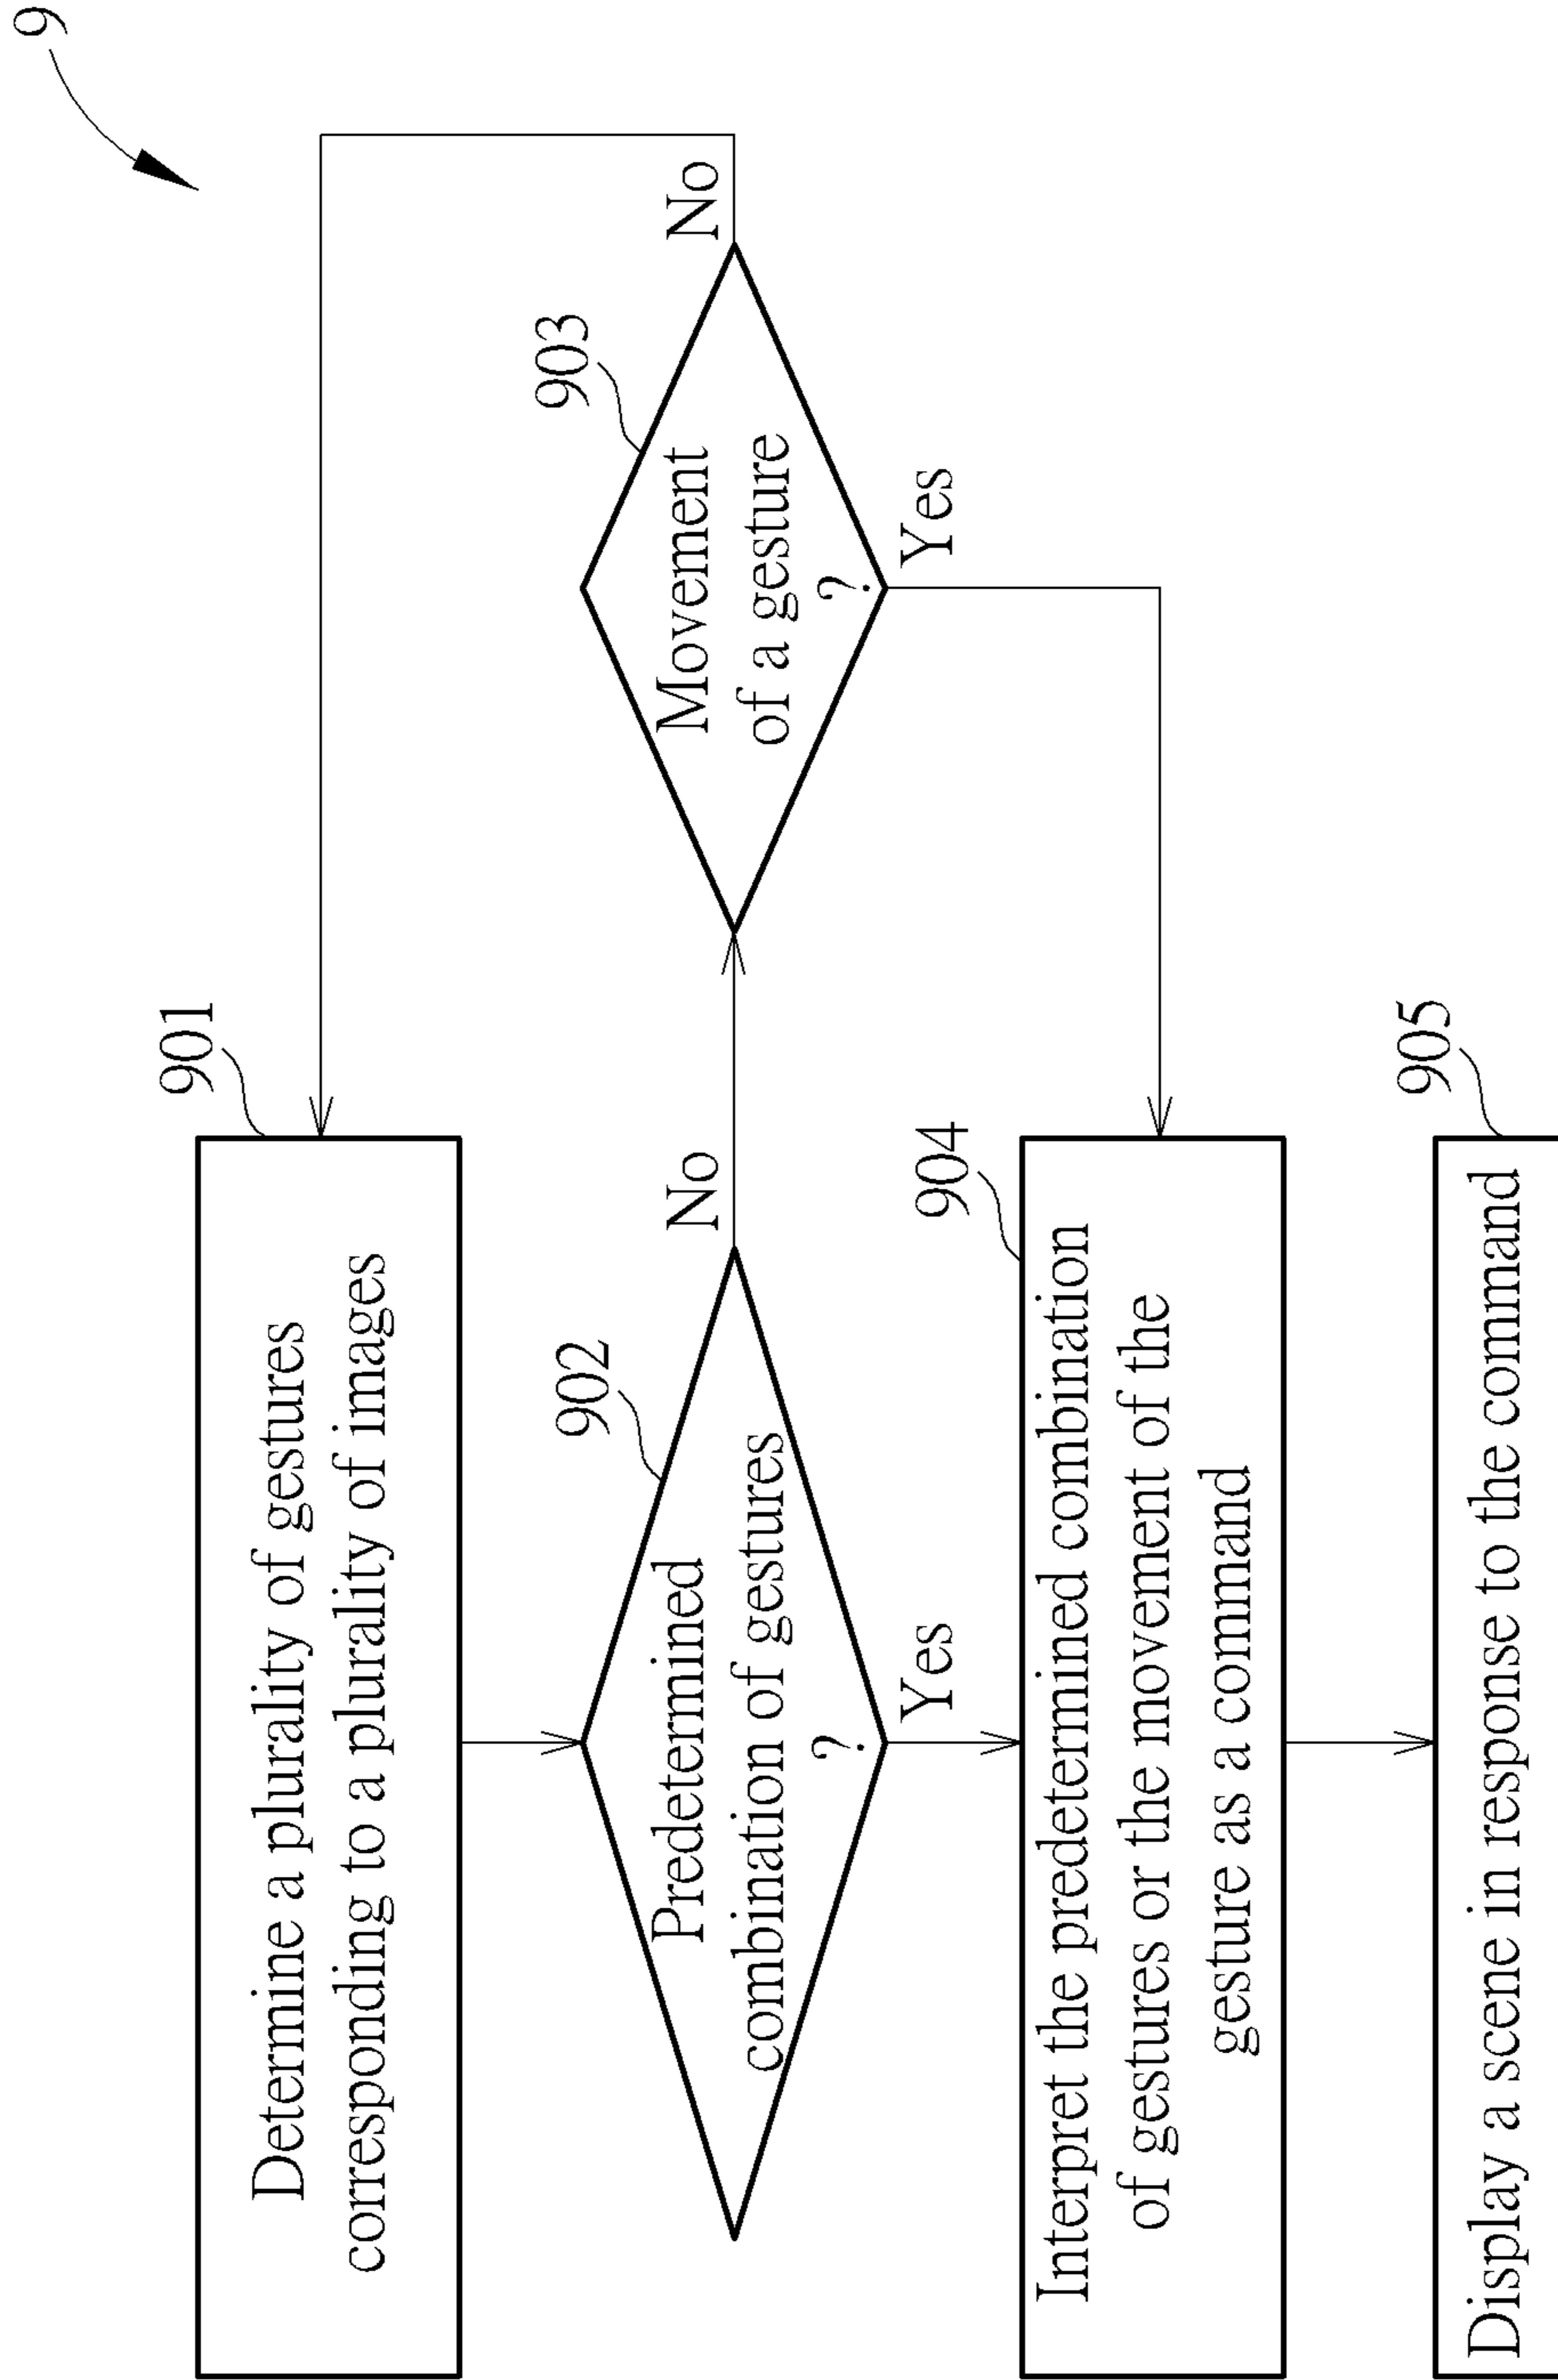 9
901
Determine a plurality of gestures
corresponding to a plurality of images
902
Predetermined
combination of gestures
?
No
Yes
903
Movement
of a gesture
?
No
Yes
904
Interpret the predetermined combination
of gestures or the movement of the
gesture as a command
905
Display a scene in response to the command